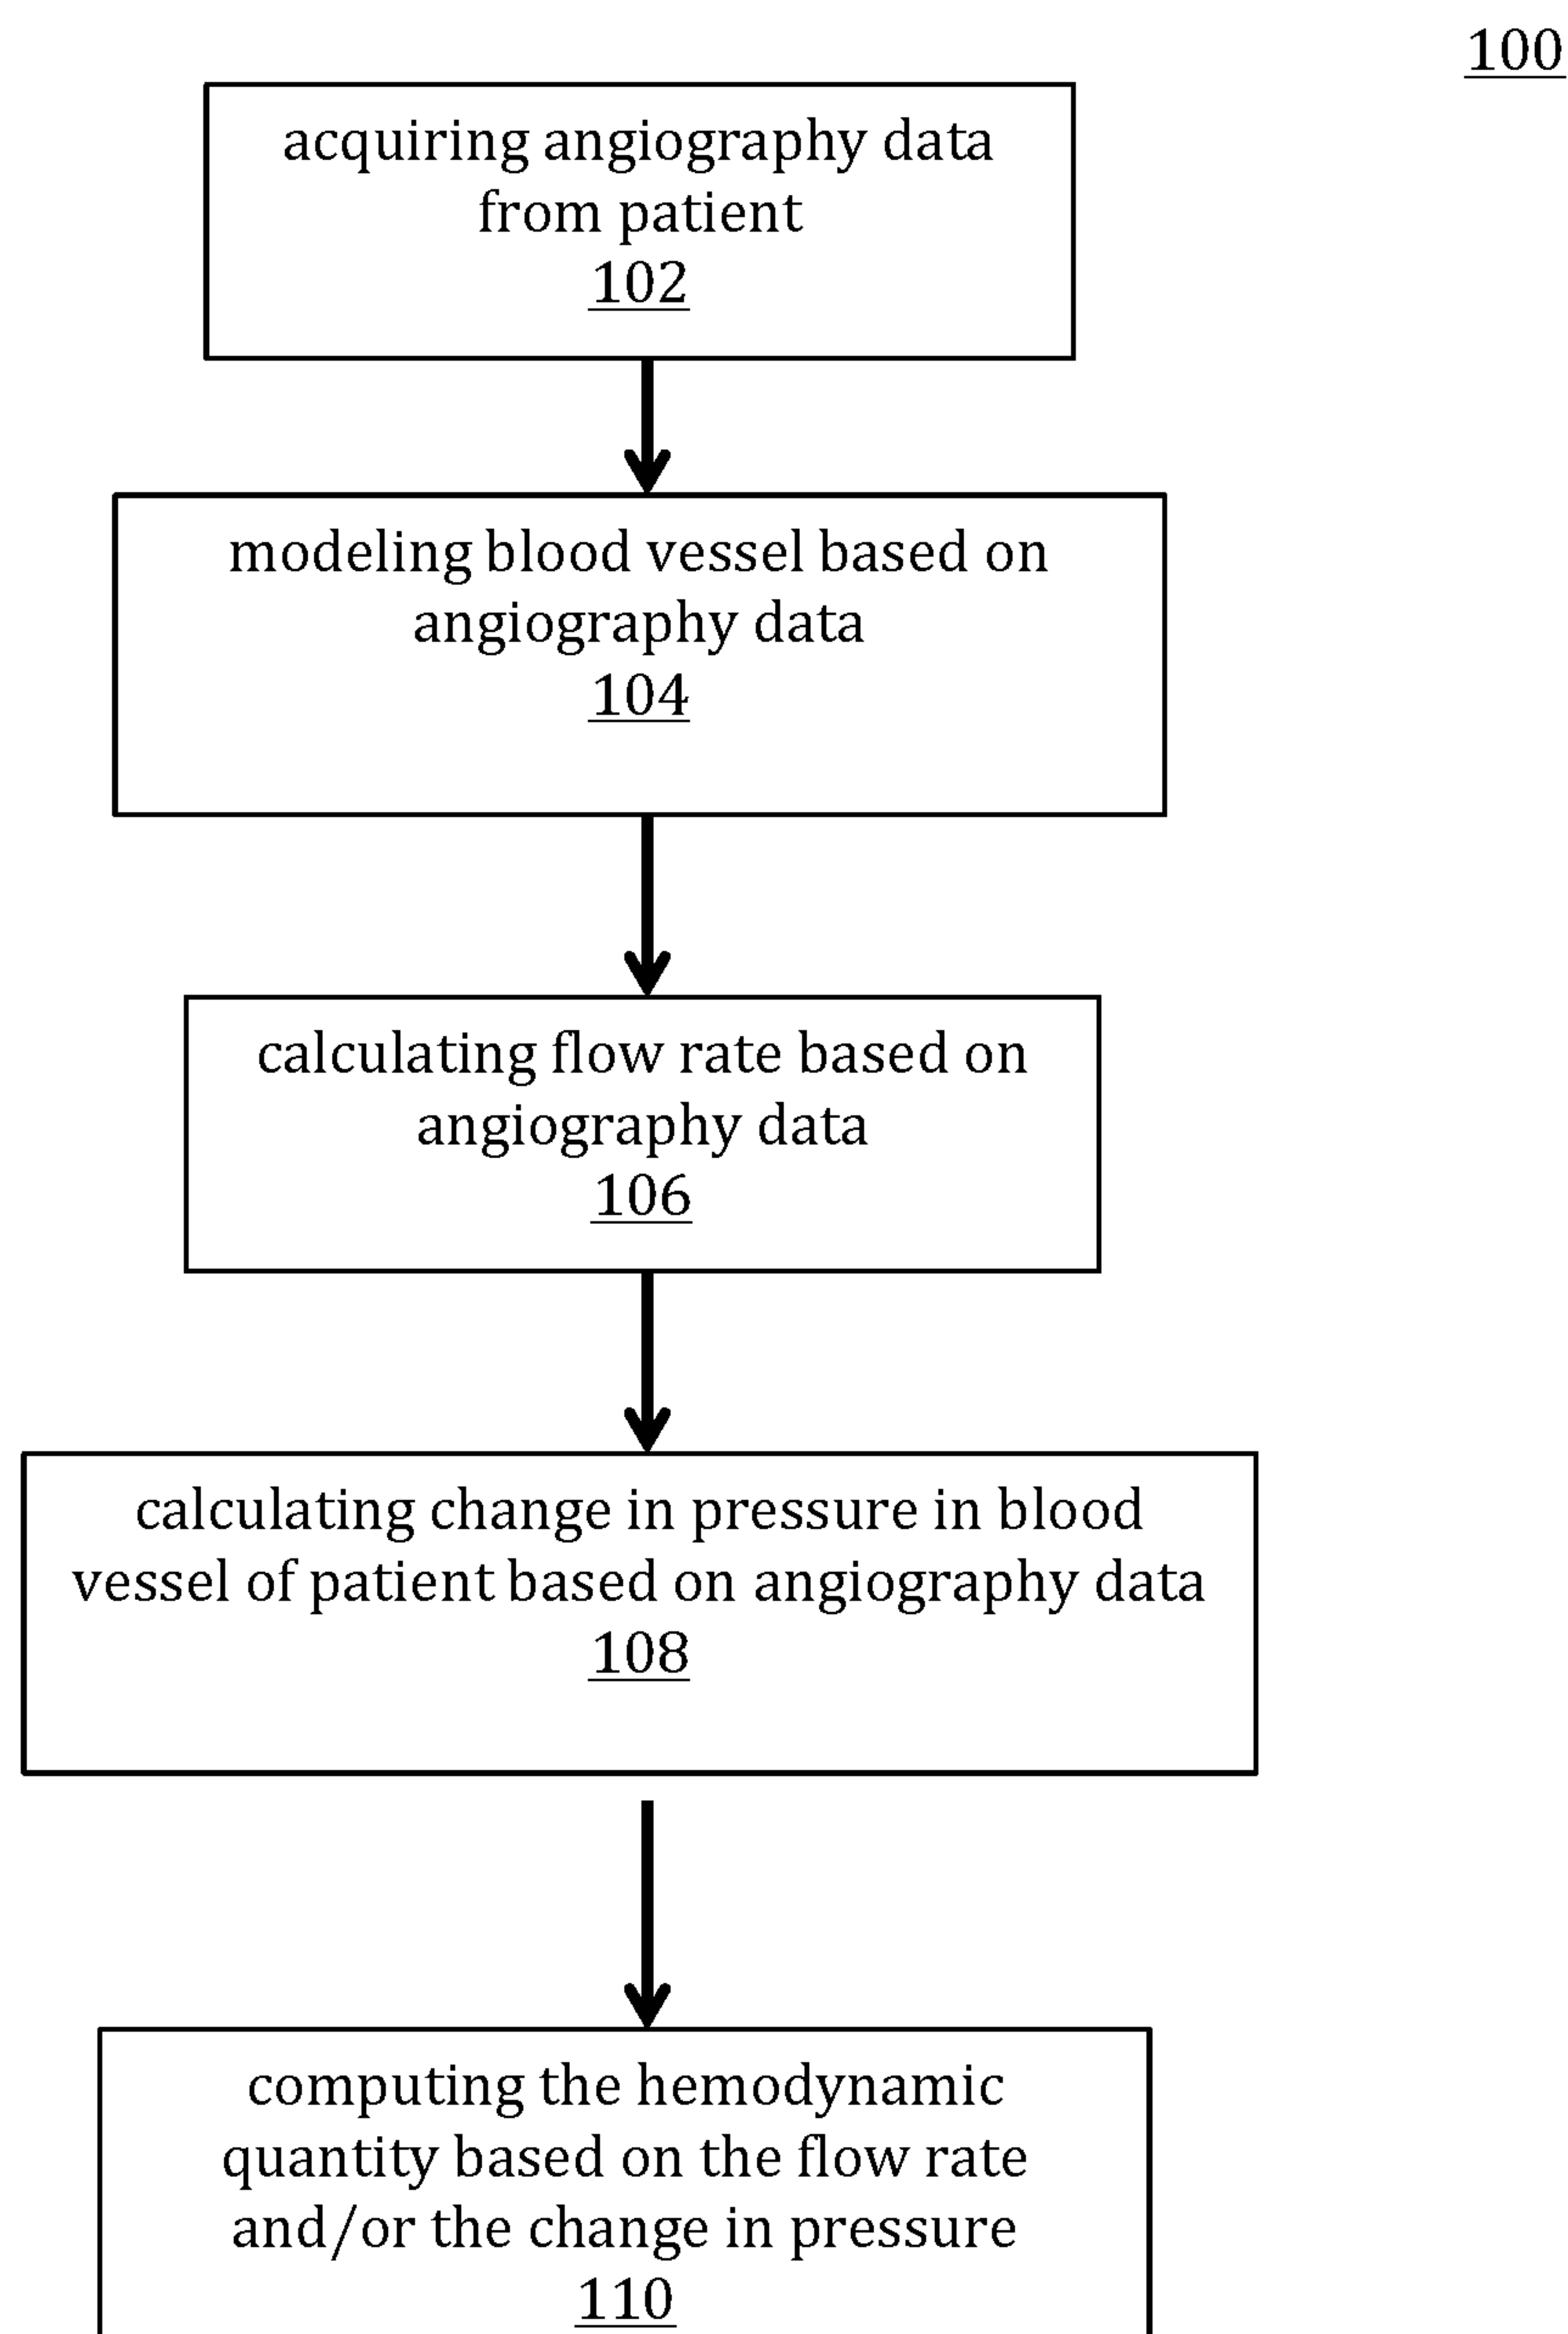 100
acquiring angiography data
from patient
102
modeling blood vessel based on
angiography data
104
calculating flow rate based on
angiography data
106
calculating change in pressure in blood
vessel of patient based on angiography data
108
computing the hemodynamic
quantity based on the flow rate
and/or the change in pressure
110